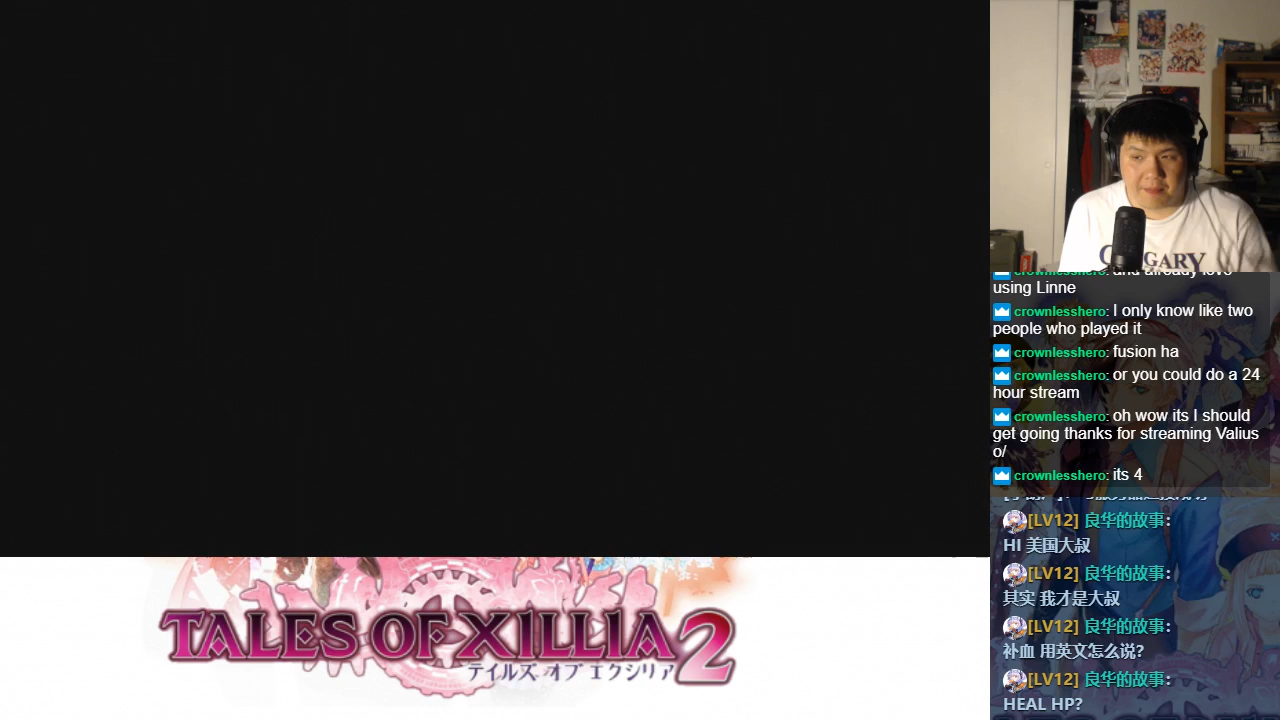 TALES OF XILLIA 2
テイルズ オブ エクシリア
CALGARY
crownlesshero: and already love
using Linne
crownlesshero: I only know like two
people who played it
crownlesshero: fusion ha
crownlesshero: or you could do a 24
hour stream
crownlesshero: oh wow its I should
get going thanks for streaming Valius
o/
crownlesshero: its 4
[LV12] 良华的故事:
HI 美国大叔
[LV12] 良华的故事:
其实 我才是大叔
[LV12] 良华的故事:
补血 用英文怎么说?
[LV12] 良华的故事:
HEAL HP?